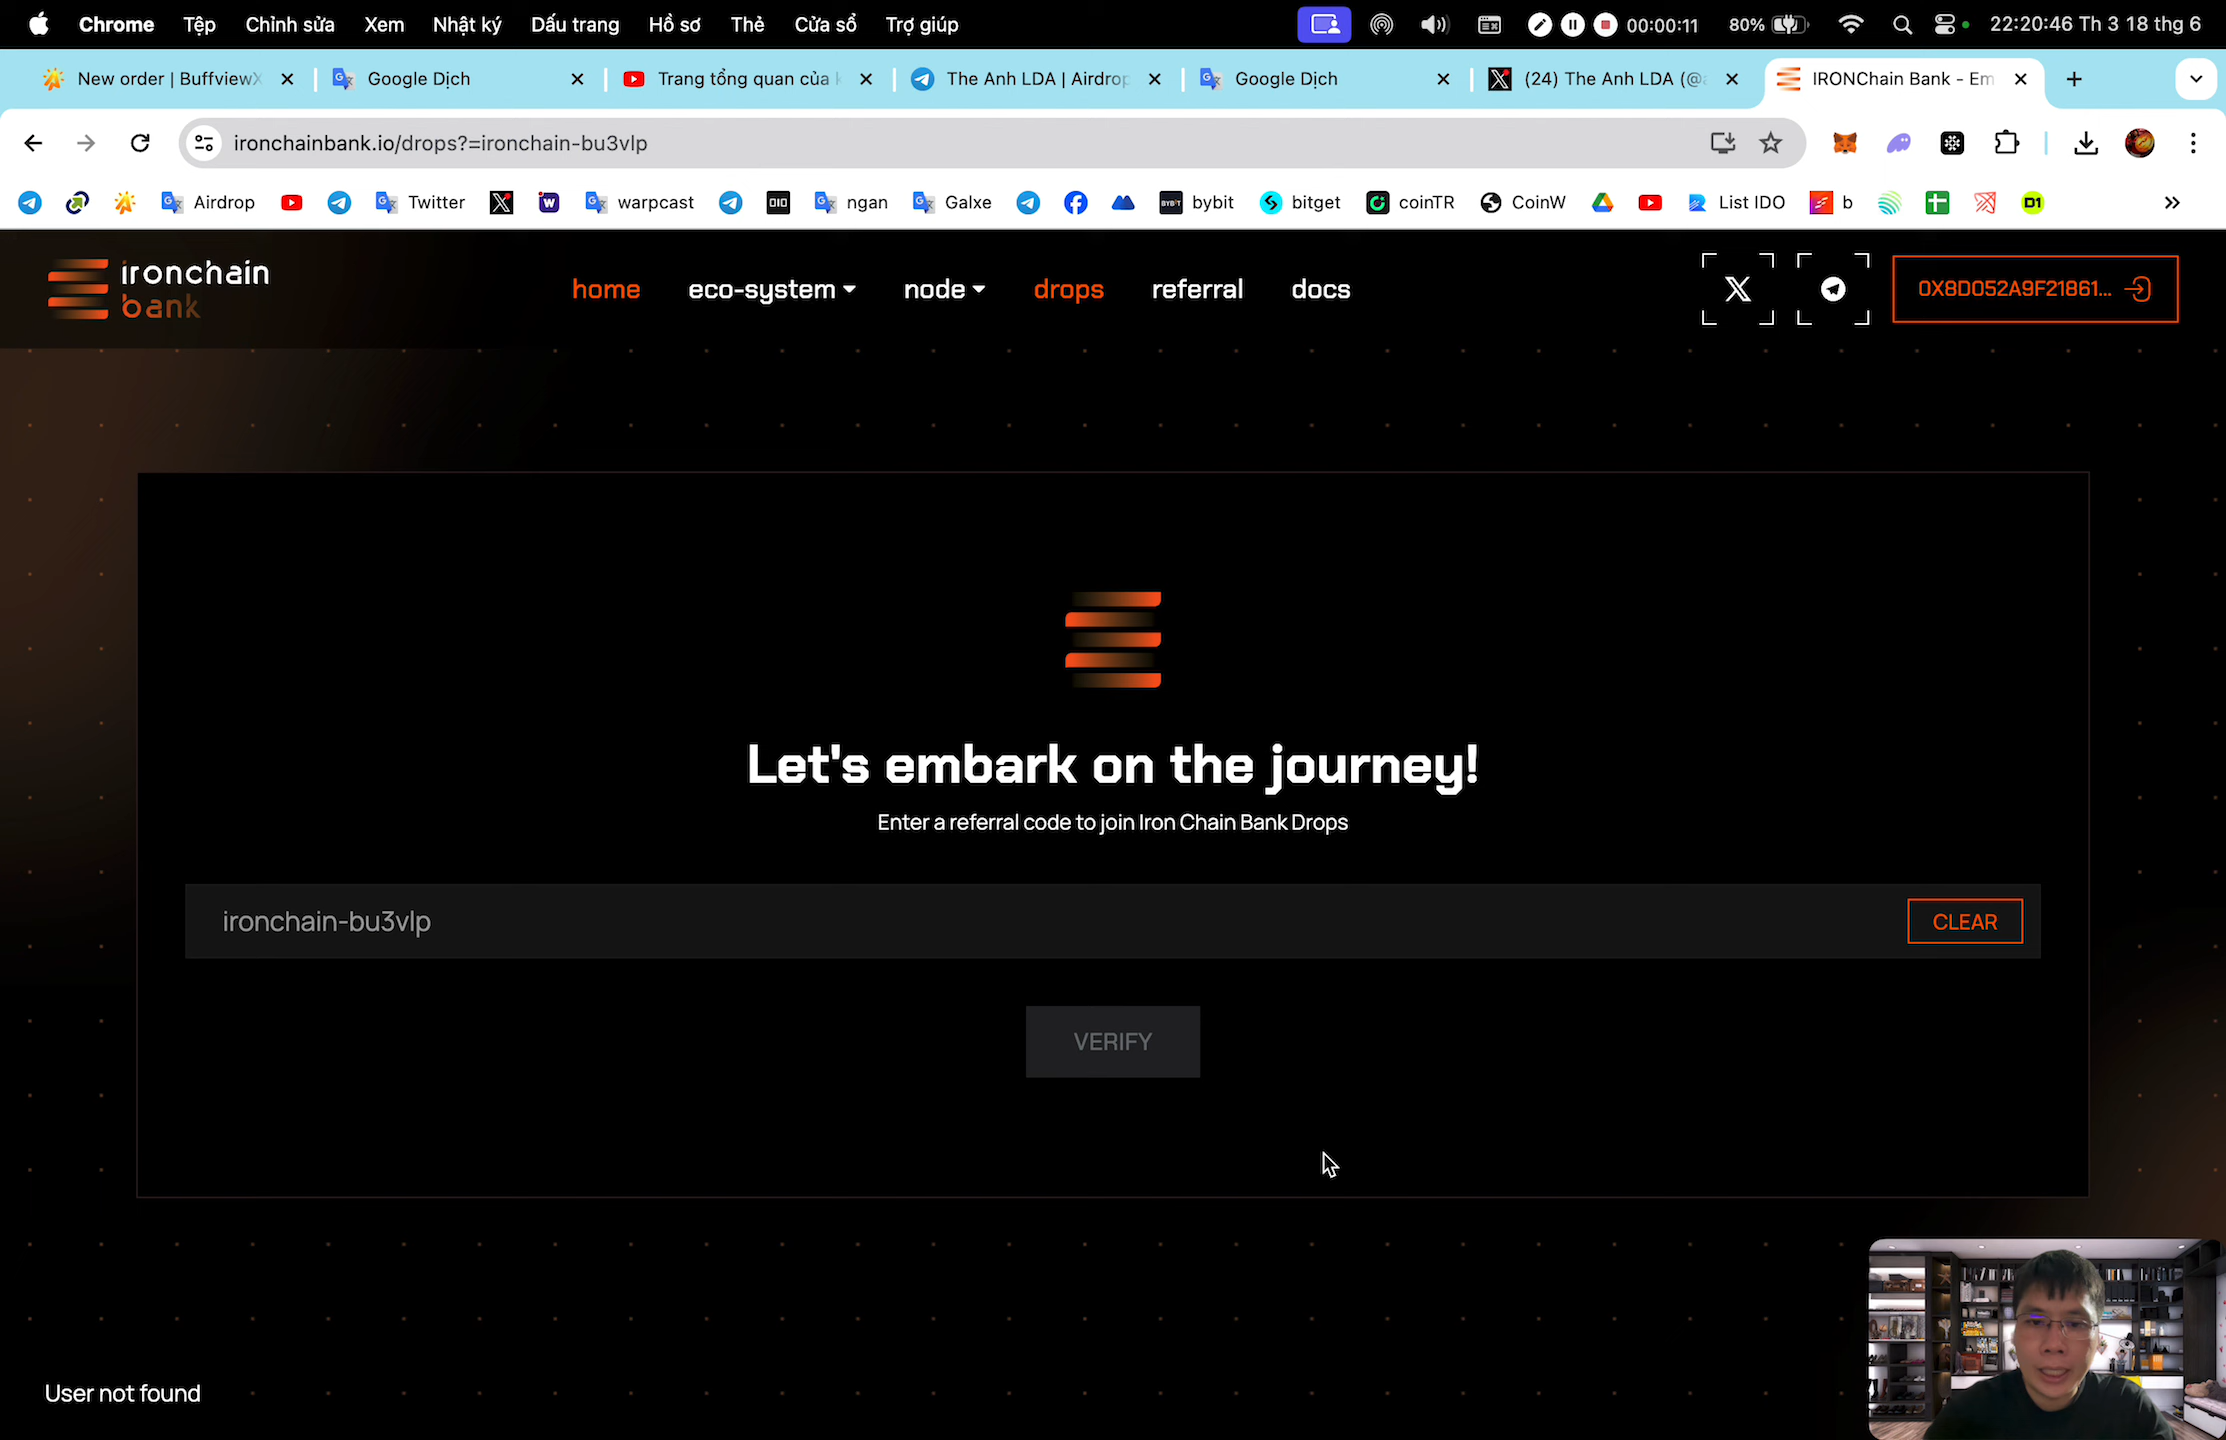 Chrome Tệp Chỉnh sửa Xem Nhật ký Dấu trang Hồ sơ Thẻ Cửa sổ Trợ giúp 00:00:11 80% 22:20:46 Th 3 18 thg 6
New order | BuffviewX Google Dịch Trang tổng quan của k The Anh LDA | Airdrop Google Dịch (24) The Anh LDA (@a IRONChain Bank - Em
ironchainbank.io/drops?=ironchain-bu3vlp
Airdrop Twitter warpcast ngan Galxe bybit bitget coinTR CoinW List IDO b D1
ironchain
bank
home eco-system node drops referral docs 0X8D052A9F21861...
Let's embark on the journey!
Enter a referral code to join Iron Chain Bank Drops
ironchain-bu3vlp CLEAR
VERIFY
User not found